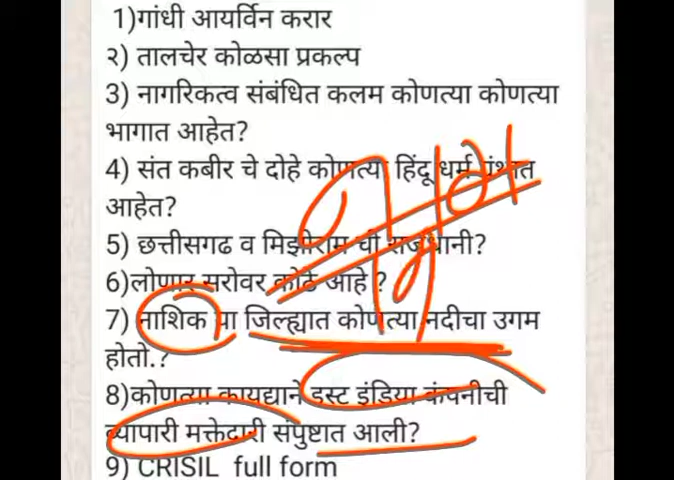 1)गांधी आयर्विन करार
२) तालचेर कोळसा प्रकल्प
3) नागरिकत्व संबंधित कलम कोणत्या कोणत्या
भागात आहेत?
4) संत कबीर चे दोहे कोणत्या हिंदू धर्म ग्रंथात
आहेत?
5) छत्तीसगढ व मिझोराम ची राजधानी?
6)लोणार सरोवर कोठे आहे ?
7) नाशिक या जिल्ह्यात कोणत्या नदीचा उगम
होतो.?
8)कोणत्या कायद्याने इस्ट इंडिया कंपनीची
व्यापारी मक्तेदारी संपुष्टात आली?
9) CRISIL full form